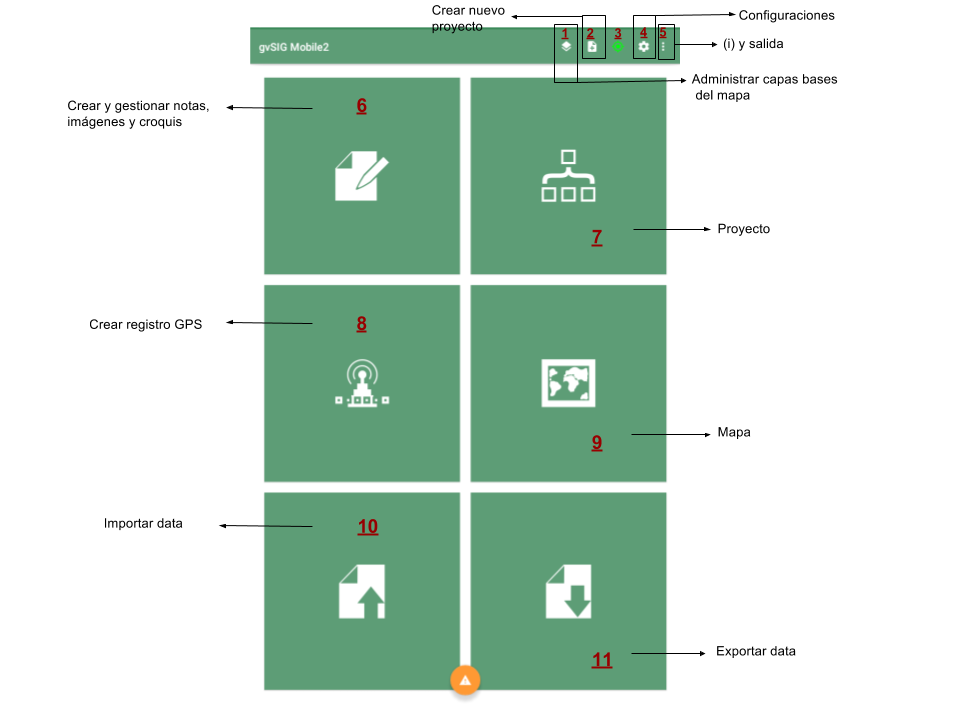 Crear nuevo
proyecto
Configuraciones
1 2 3 4 5
gvSIG Mobile2
(i) y salida
Administrar capas bases
del mapa
6
Crear y gestionar notas,
imágenes y croquis
Proyecto
7
Crear registro GPS
8
Mapa
9
Importar data
10
Exportar data
11